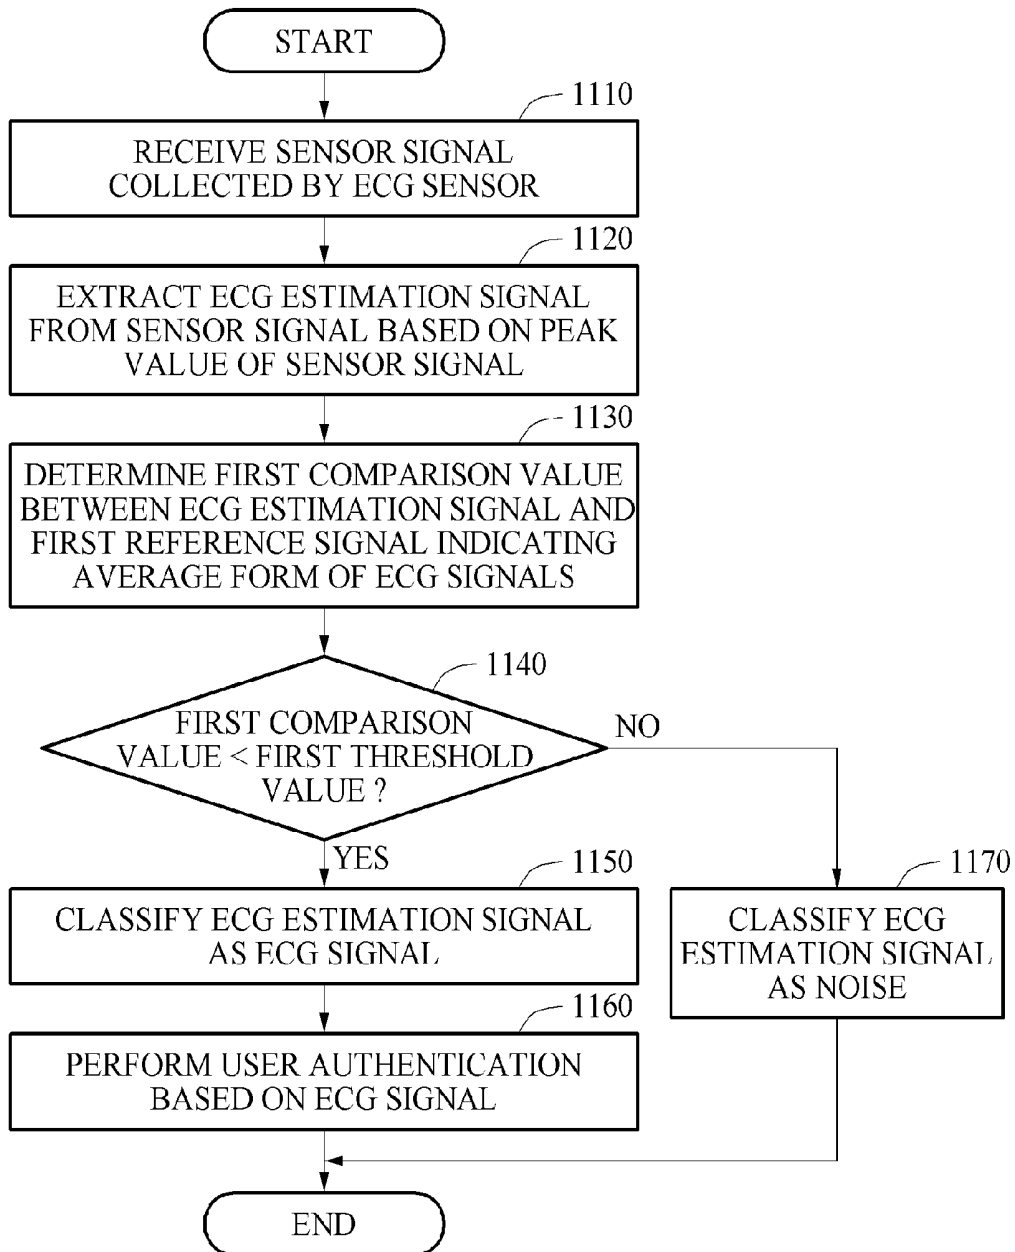 START
1110
RECEIVE SENSOR SIGNAL
COLLECTED BY ECG SENSOR
1120
EXTRACT ECG ESTIMATION SIGNAL
FROM SENSOR SIGNAL BASED ON PEAK
VALUE OF SENSOR SIGNAL
1130
DETERMINE FIRST COMPARISON VALUE
BETWEEN ECG ESTIMATION SIGNAL AND
FIRST REFERENCE SIGNAL INDICATING
AVERAGE FORM OF ECG SIGNALS
1140
FIRST COMPARISON
VALUE < FIRST THRESHOLD
VALUE ?
NO
YES
1150
CLASSIFY ECG ESTIMATION SIGNAL
AS ECG SIGNAL
1170
CLASSIFY ECG
ESTIMATION SIGNAL
AS NOISE
1160
PERFORM USER AUTHENTICATION
BASED ON ECG SIGNAL
END